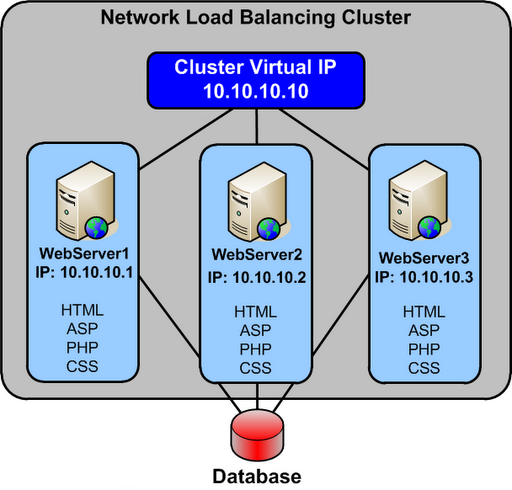 Network Load Balancing Cluster
Cluster Virtual IP
10.10.10.10
WebServer1
IP: 10.10.10.1
HTML
ASP
PHP
CSS
WebServer2
IP: 10.10.10.2
HTML
ASP
PHP
CSS
WebServer3
IP: 10.10.10.3
HTML
ASP
PHP
CSS
Database